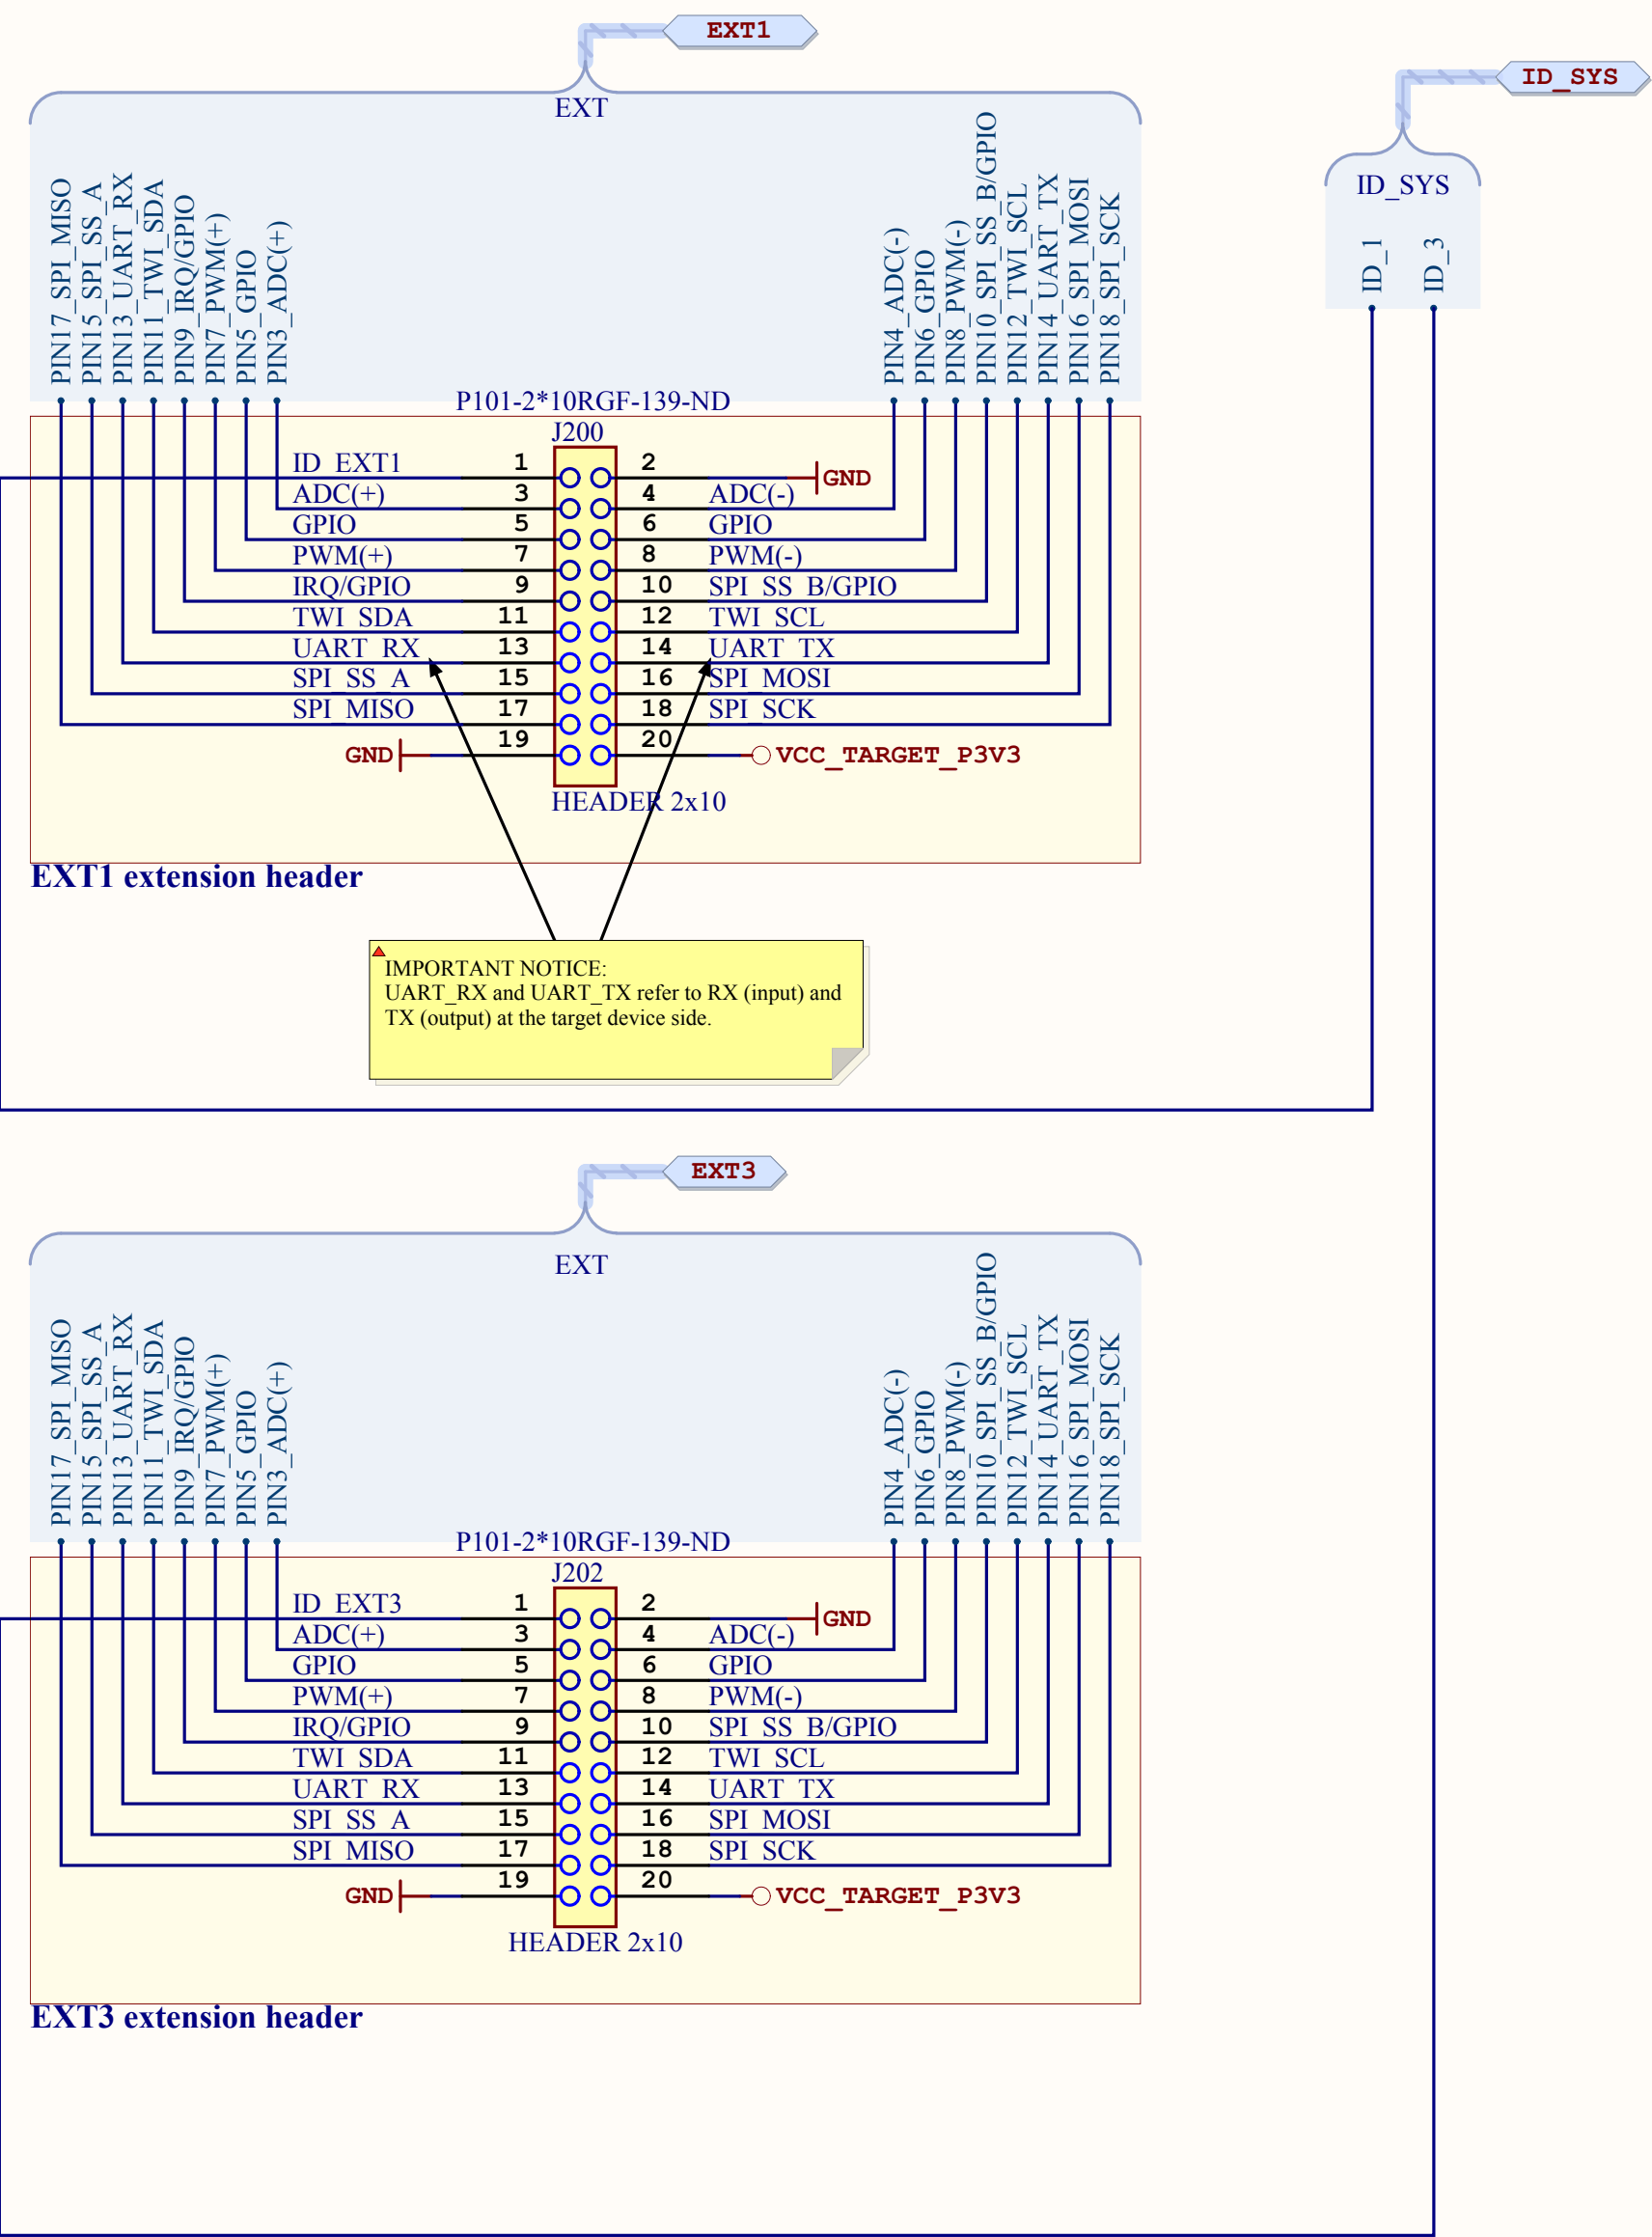 EXT1
ID_SYS
EXT
ID_SYS
PIN17_SPI_MISO
PIN15_SPI_SS_A
PIN13_UART_RX
PIN11_TWI_SDA
PIN9_IRQ/GPIO
PIN7_PWM(+)
PIN5_GPIO
PIN3_ADC(+)
PIN4_ADC(-)
PIN6_GPIO
PIN8_PWM(-)
PIN10_SPI_SS_B/GPIO
PIN12_TWI_SCL
PIN14_UART_TX
PIN16_SPI_MOSI
PIN18_SPI_SCK
ID_1
ID_3
P101-2*10RGF-139-ND
J200
ID_EXT1 1 2 GND
ADC(+) 3 4 ADC(-)
GPIO 5 6 GPIO
PWM(+) 7 8 PWM(-)
IRQ/GPIO 9 10 SPI_SS_B/GPIO
TWI_SDA 11 12 TWI_SCL
UART_RX 13 14 UART_TX
SPI_SS_A 15 16 SPI_MOSI
SPI_MISO 17 18 SPI_SCK
GND 19 20 VCC_TARGET_P3V3
HEADER 2x10
EXT1 extension header
IMPORTANT NOTICE:
UART_RX and UART_TX refer to RX (input) and
TX (output) at the target device side.
EXT3
EXT
PIN17_SPI_MISO
PIN15_SPI_SS_A
PIN13_UART_RX
PIN11_TWI_SDA
PIN9_IRQ/GPIO
PIN7_PWM(+)
PIN5_GPIO
PIN3_ADC(+)
PIN4_ADC(-)
PIN6_GPIO
PIN8_PWM(-)
PIN10_SPI_SS_B/GPIO
PIN12_TWI_SCL
PIN14_UART_TX
PIN16_SPI_MOSI
PIN18_SPI_SCK
P101-2*10RGF-139-ND
J202
ID_EXT3 1 2 GND
ADC(+) 3 4 ADC(-)
GPIO 5 6 GPIO
PWM(+) 7 8 PWM(-)
IRQ/GPIO 9 10 SPI_SS_B/GPIO
TWI_SDA 11 12 TWI_SCL
UART_RX 13 14 UART_TX
SPI_SS_A 15 16 SPI_MOSI
SPI_MISO 17 18 SPI_SCK
GND 19 20 VCC_TARGET_P3V3
HEADER 2x10
EXT3 extension header